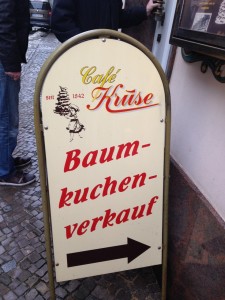 Café
Kruse
seit 1842
Baum-
kuchen-
verkauf